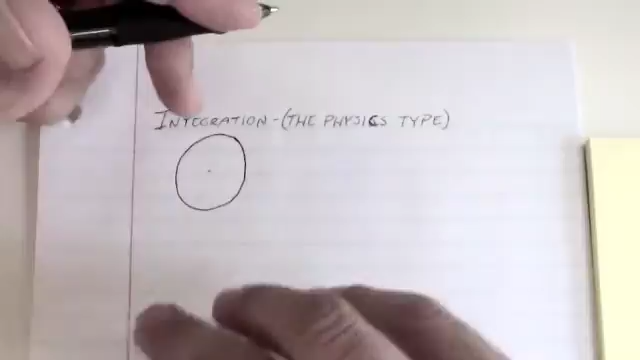 INTEGRATION - (THE PHYSICS TYPE)